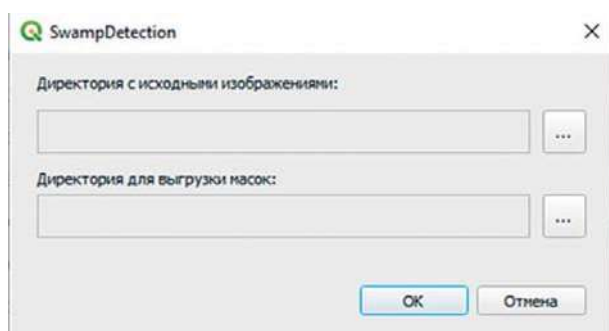 SwampDetection
Директория с исходными изображениями:
...
Директория для выгрузки масок:
...
OK Отмена